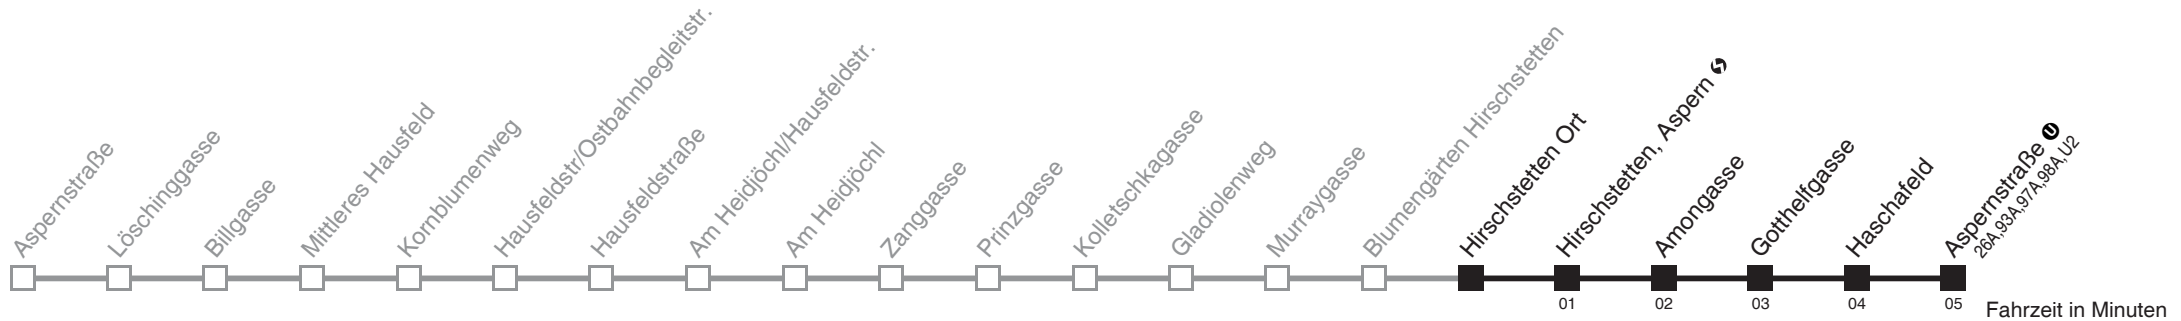 Aspernstraße
Löschinggasse
Billgasse
Mittleres Hausfeld
Kornblumenweg
Hausfeldstr/Ostbahnbegleitstr.
Hausfeldstraße
Am Heidjöchl/Hausfeldstr.
Am Heidjöchl
Zanggasse
Prinzgasse
Kolletschkagasse
Gladiolenweg
Murraygasse
Blumengärten Hirschstetten
Hirschstetten Ort
Hirschstetten, Aspern
Amongasse
Gotthelfgasse
Haschafeld
Aspernstraße U
26A,93A,97A,98A,U2
01 02 03 04 05
Fahrzeit in Minuten